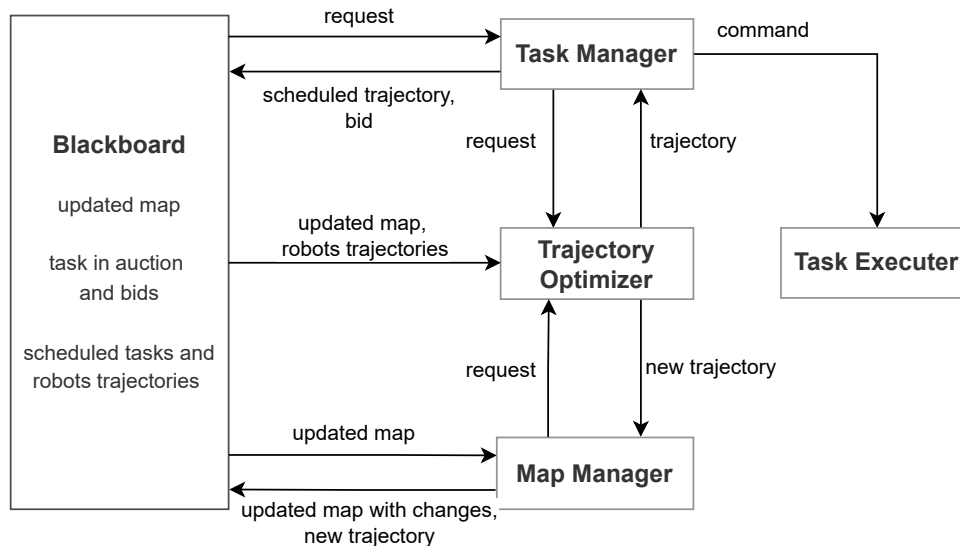 request
command
Task Manager
scheduled trajectory,
bid
Blackboard
request
trajectory
updated map
updated map,
robots trajectories
Trajectory
Optimizer
Task Executer
task in auction
and bids
scheduled tasks and
robots trajectories
request
new trajectory
updated map
Map Manager
updated map with changes,
new trajectory